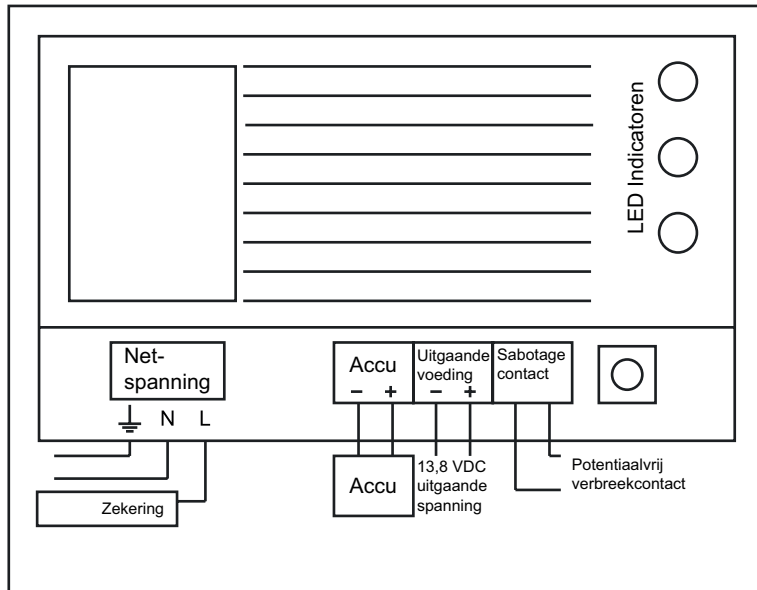 LED Indicatoren
Net-
spanning
N L
Accu
– +
Uitgaande
voeding
– +
Sabotage
contact
Zekering
Accu
13,8 VDC
uitgaande
spanning
Potentiaalvrij
verbreekcontact